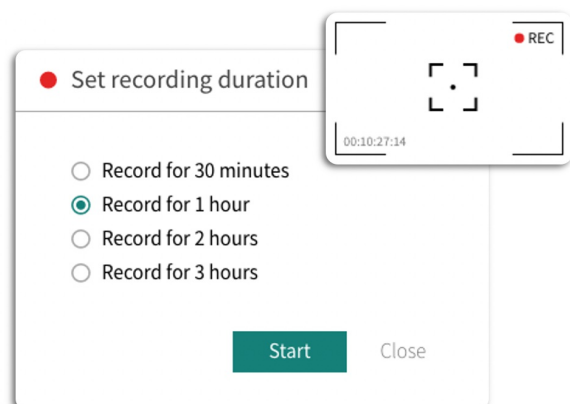 REC
Set recording duration
00:10:27:14
Record for 30 minutes
Record for 1 hour
Record for 2 hours
Record for 3 hours
Start Close